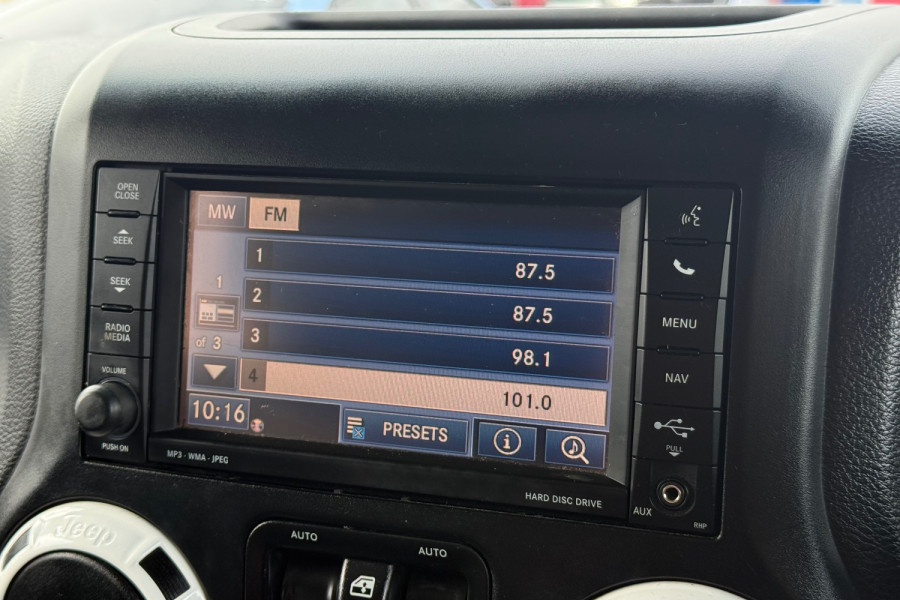 OPEN
CLOSE
SEEK
SEEK
RADIO
MEDIA
VOLUME
PUSH ON
MW FM
1 87.5
2 87.5
3 98.1
4 101.0
1
of 3
10:16
PRESETS
i
MENU
NAV
PULL
AUX
RHP
MP3 · WMA · JPEG
HARD DISC DRIVE
Jeep
AUTO
AUTO